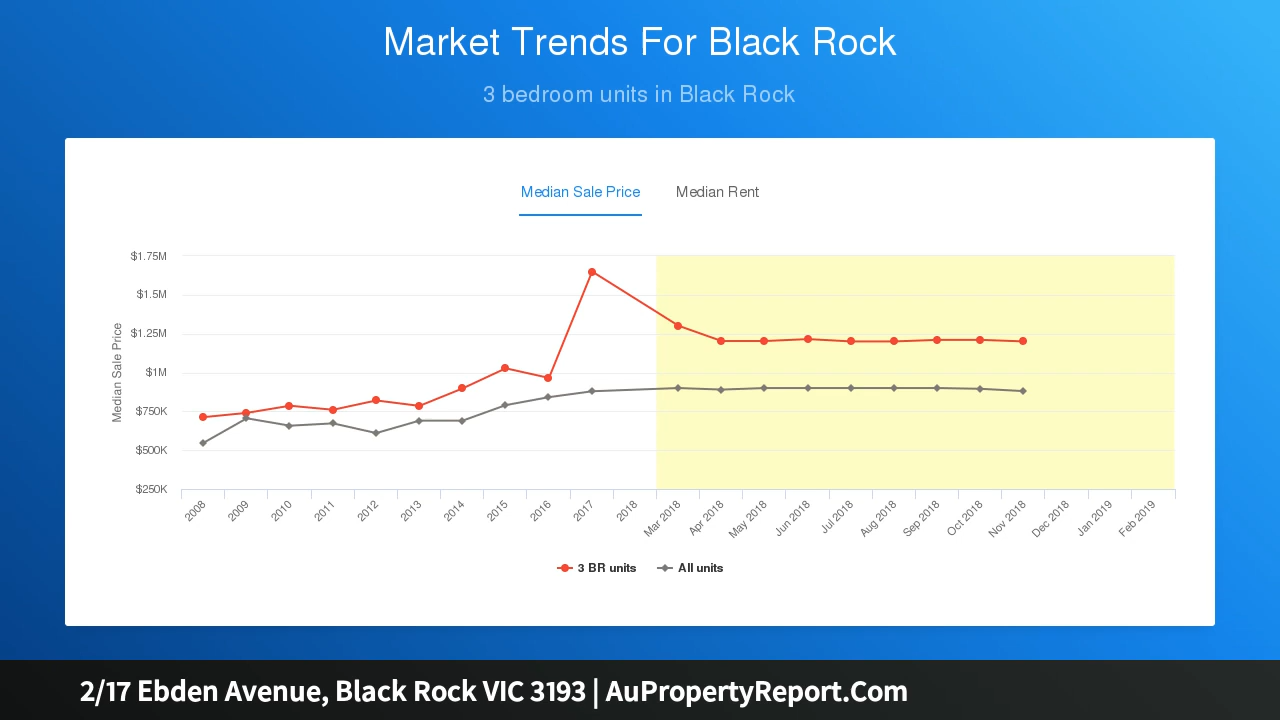 Market Trends For Black Rock
3 bedroom units in Black Rock
Median Sale Price Median Rent
Median Sale Price
$1.75M
$1.5M
$1.25M
$1M
$750K
$500K
$250K
2008 2009 2010 2011 2012 2013 2014 2015 2016 2017 2018 Mar 2018 Apr 2018 May 2018 Jun 2018 Jul 2018 Aug 2018 Sep 2018 Oct 2018 Nov 2018 Dec 2018 Jan 2019 Feb 2019
3 BR units All units
2/17 Ebden Avenue, Black Rock VIC 3193 | AuPropertyReport.Com